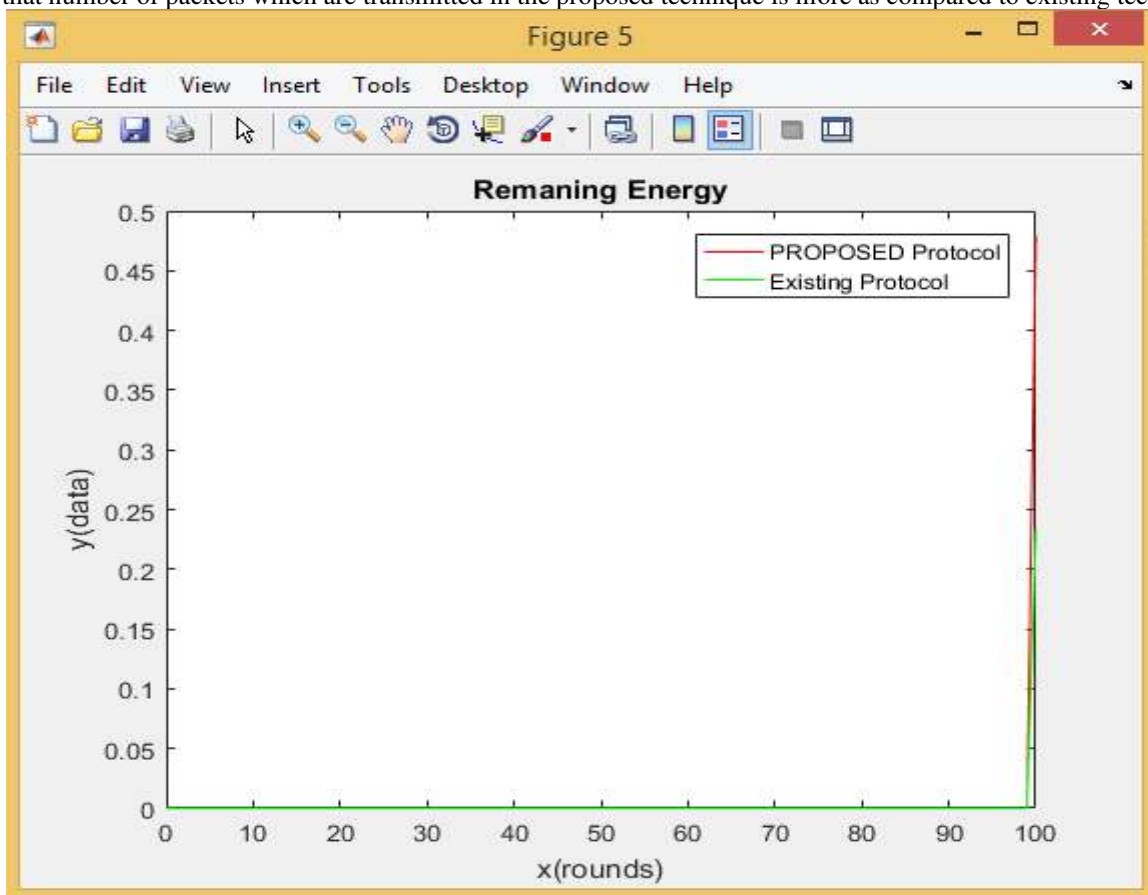 that number of packets which are transmitted in the proposed technique is more as compared to existing tec
Figure 5
File Edit View Insert Tools Desktop Window Help
Remaning Energy
PROPOSED Protocol
Existing Protocol
0.5
0.45
0.4
0.35
0.3
0.25
0.2
0.15
0.1
0.05
0
y(data)
0 10 20 30 40 50 60 70 80 90 100
x(rounds)